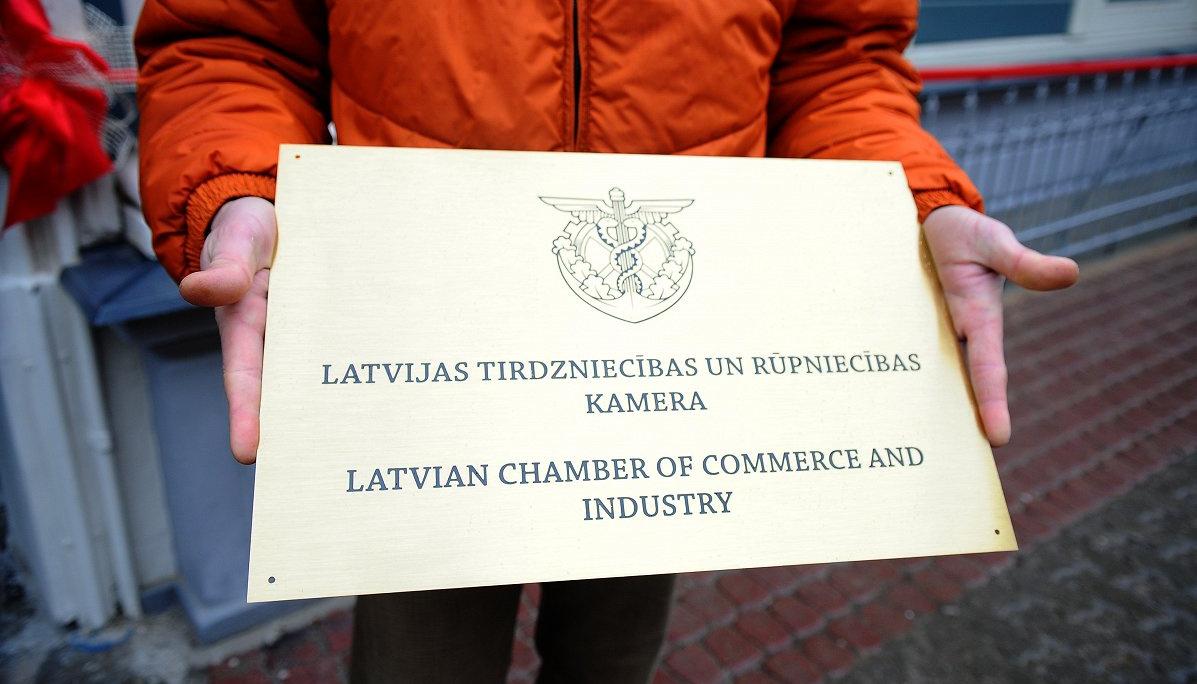 LATVIJAS TIRDZNIECĪBAS UN RŪPNIECĪBAS
KAMERA
LATVIAN CHAMBER OF COMMERCE AND
INDUSTRY